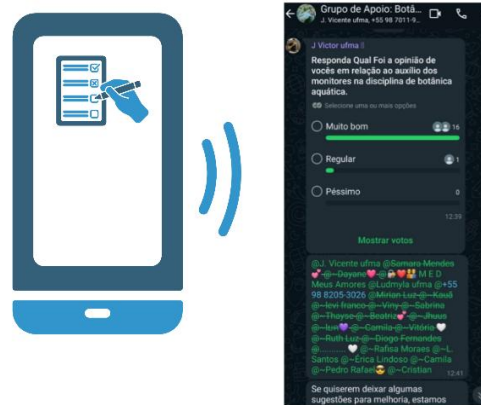 Grupo de Apoio: Botâ...
J. Vicente ufma, +55 98 7011-9...
J Victor ufma
Responda Qual Foi a opinião de
vocês em relação ao auxílio dos
monitores na disciplina de botânica
aquática.
Selecione uma ou mais opções
Muito bom 16
Regular 1
Péssimo 0
12:39
Mostrar votos
@J. Vicente ufma @Samara Mendes
@~Dayane @ M E D
Meus Amores @Ludmyla ufma @+55
98 8205-3026 @Mirian Luz @~Kauã
@~levi franco @~Viny @~Sabrina
@~Thayse @~Beatriz @~Jhuus
@~Iun @~Camila @~Vitória
@~Ruth Luz @~Diogo Fernandes
@.......... @~Rafisa Moraes @~L.
Santos @~Érica Lindoso @~Camila
@~Pedro Rafael @~Cristian 12:41
Se quiserem deixar algumas
sugestões para melhoria, estamos